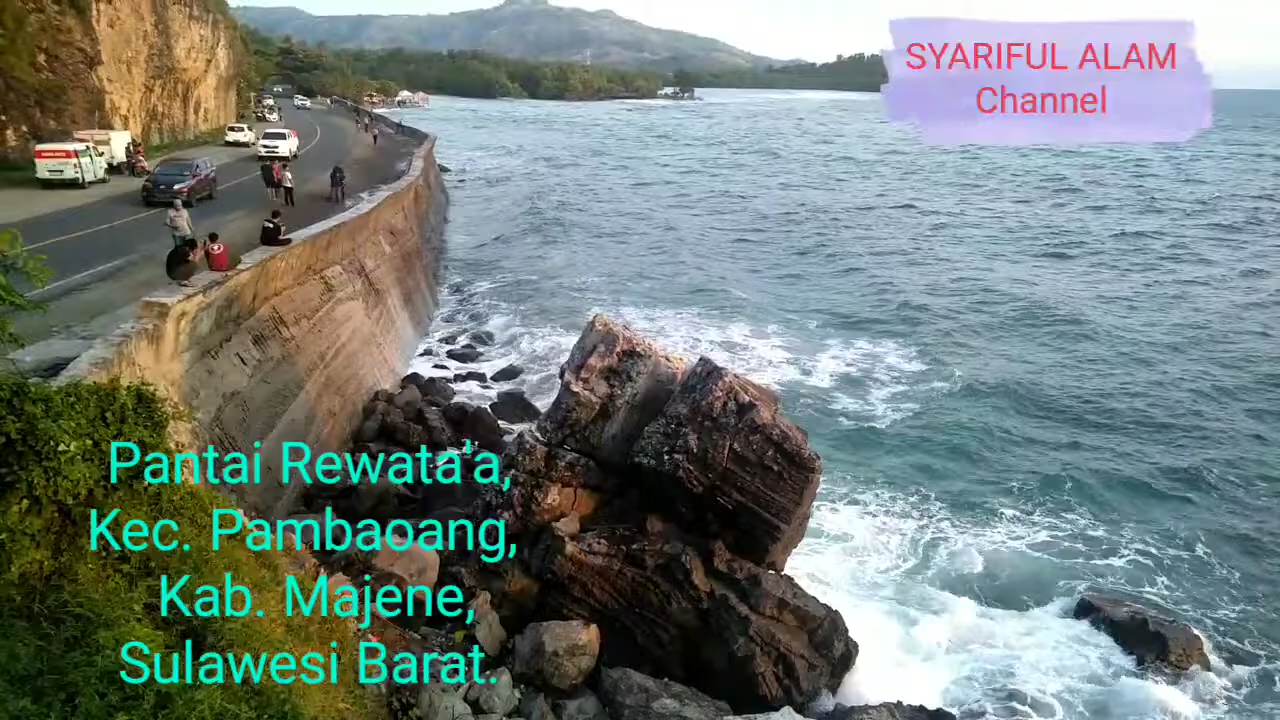 SYARIFUL ALAM
Channel
Pantai Rewata'a,
Kec. Pambaoang,
Kab. Majene,
Sulawesi Barat.